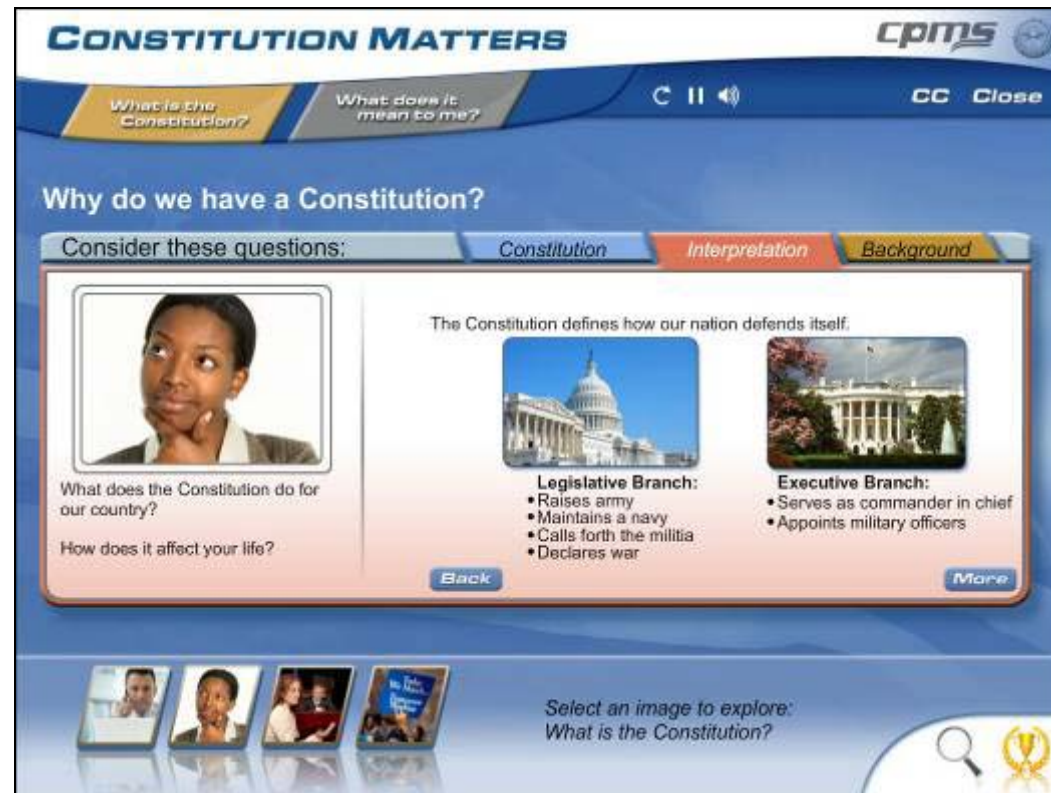 CONSTITUTION MATTERS
cpms
What is the
Constitution?
What does it
mean to me?
CC Close
Why do we have a Constitution?
Consider these questions:
Constitution
Interpretation
Background
The Constitution defines how our nation defends itself.
What does the Constitution do for
our country?
How does it affect your life?
Legislative Branch:
•Raises army
•Maintains a navy
•Calls forth the militia
•Declares war
Executive Branch:
•Serves as commander in chief
•Appoints military officers
Back
More
Select an image to explore:
What is the Constitution?